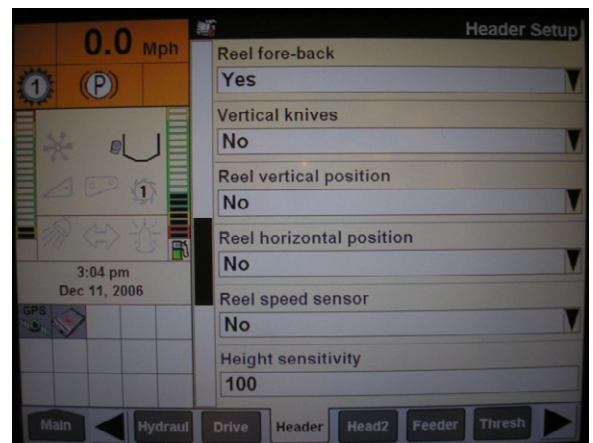 Header Setup
0.0 Mph
1
(P)
1
3:04 pm
Dec 11, 2006
GPS
Reel fore-back
Yes
Vertical knives
No
Reel vertical position
No
Reel horizontal position
No
Reel speed sensor
No
Height sensitivity
100
Main
Hydraul
Drive
Header
Head2
Feeder
Thresh